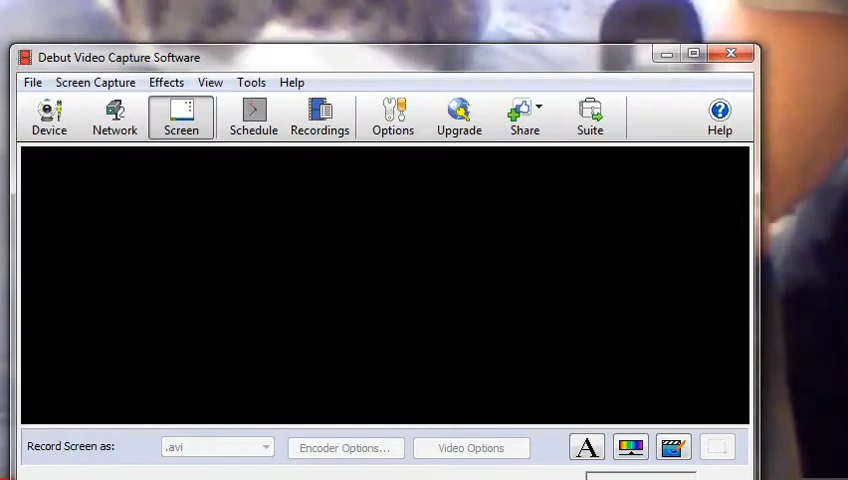 Debut Video Capture Software
File Screen Capture Effects View Tools Help
Device Network Screen Schedule Recordings Options Upgrade Share Suite Help
Record Screen as: .avi Encoder Options... Video Options A